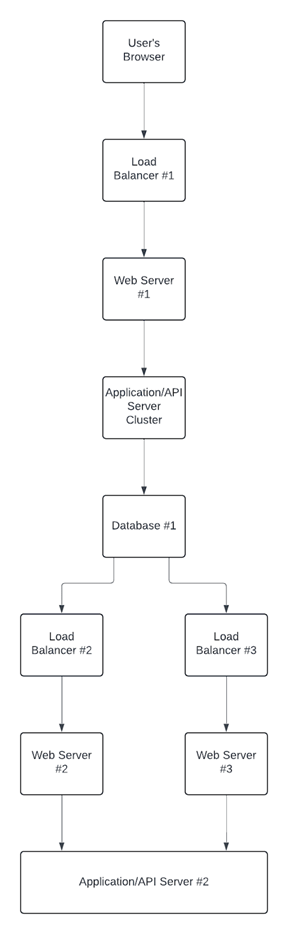 User's
Browser
Load
Balancer #1
Web Server
#1
Application/API
Server
Cluster
Database #1
Load
Balancer #2
Load
Balancer #3
Web Server
#2
Web Server
#3
Application/API Server #2